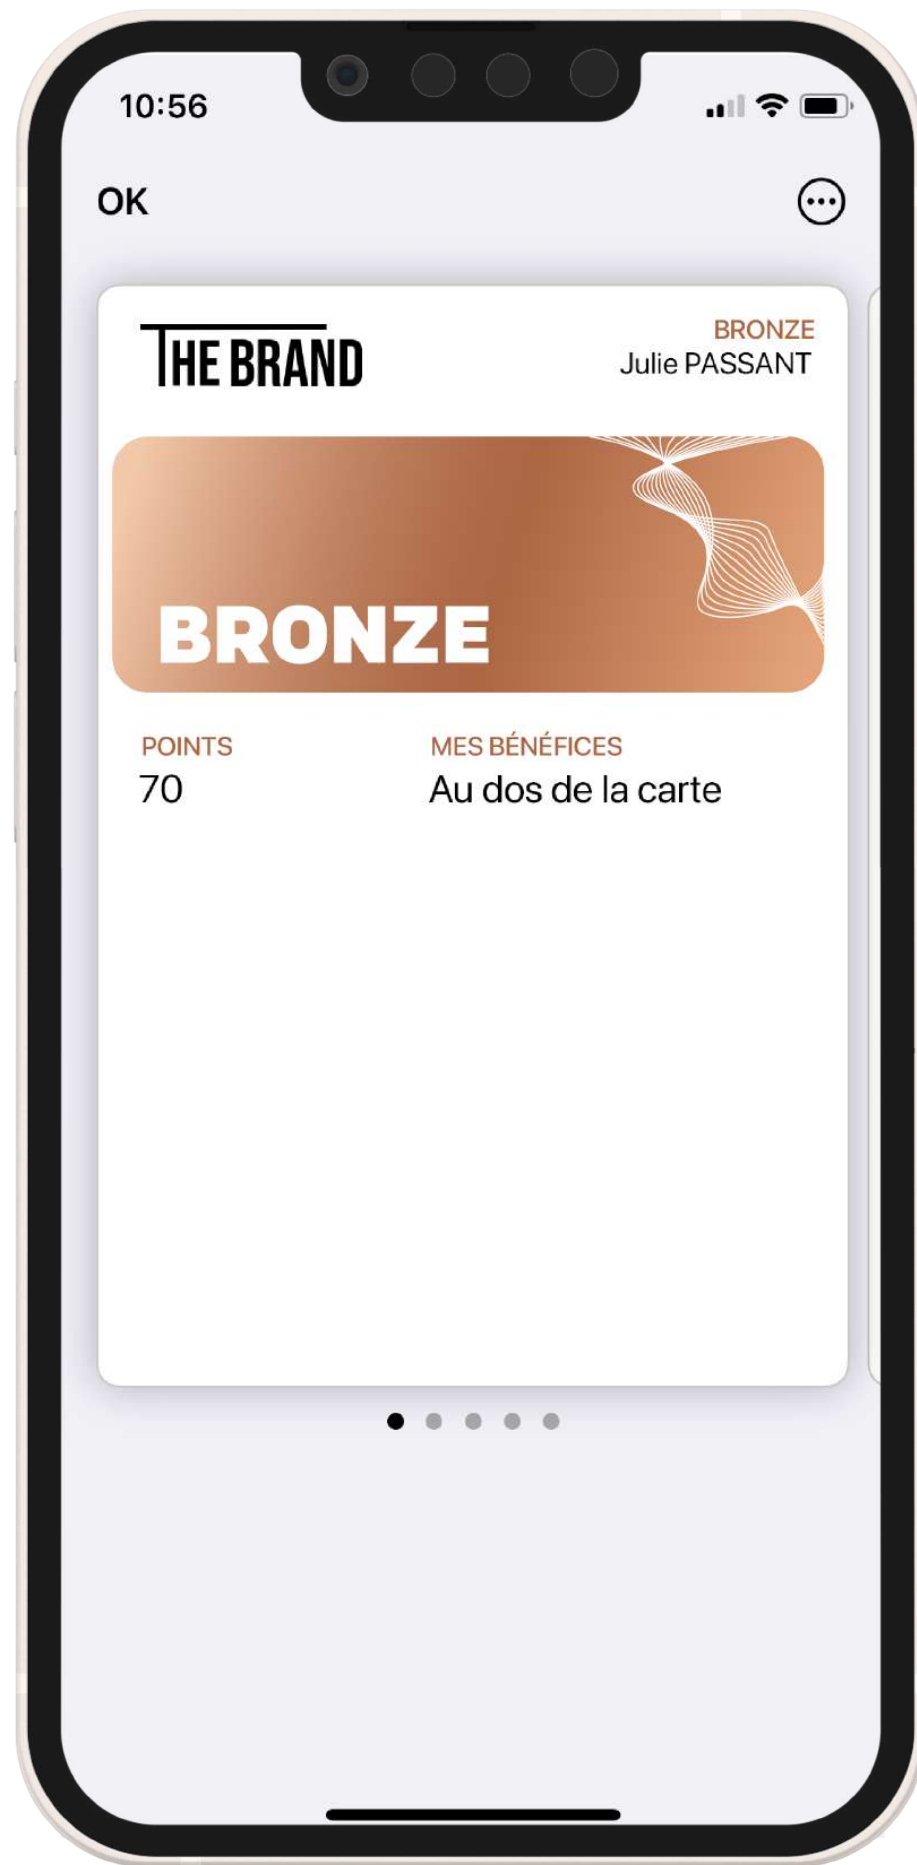 10:56
OK
THE BRAND
BRONZE
Julie PASSANT
BRONZE
POINTS
MES BÉNÉFICES
70
Au dos de la carte